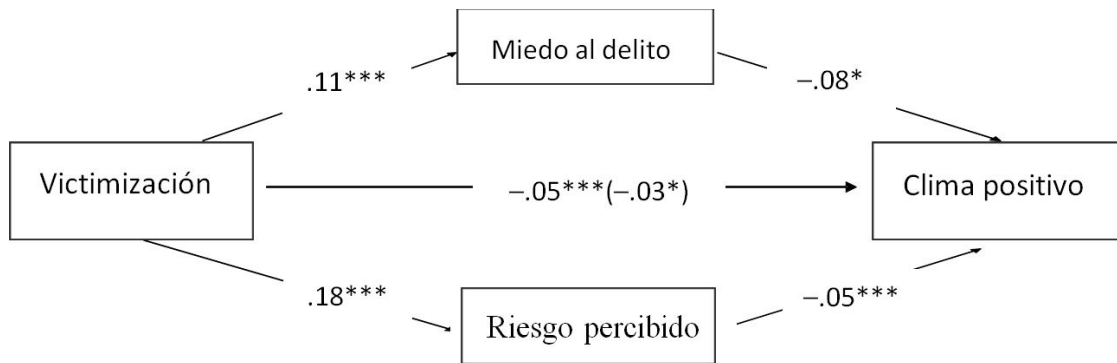 Miedo al delito
.11***
–.08*
Victimización
–.05***(–.03*)
Clima positivo
.18***
Riesgo percibido
–.05***